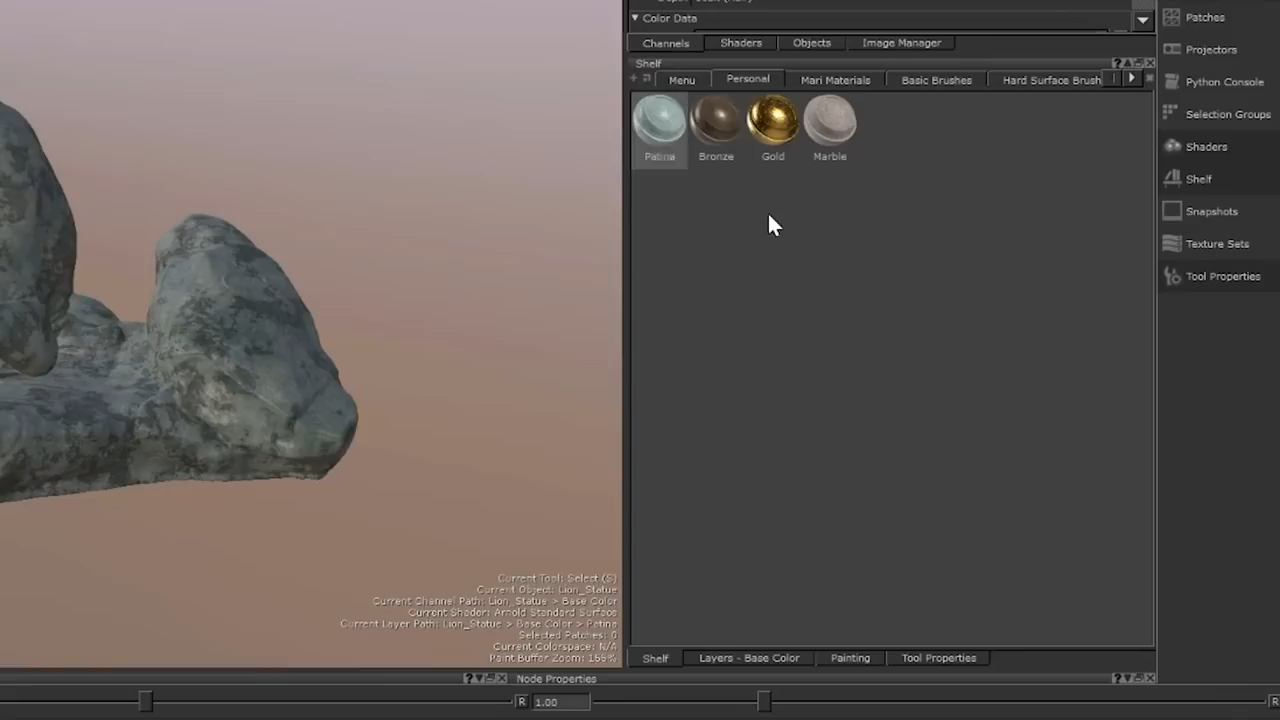 Color Data
Channels Shaders Objects Image Manager
Shelf
Menu Personal Mari Materials Basic Brushes Hard Surface Brush
Patina Bronze Gold Marble
Patches
Projectors
Python Console
Selection Groups
Shaders
Shelf
Snapshots
Texture Sets
Tool Properties
Current Tool: Select (S)
Current Object: Lion_Statue
Current Channel Path: Lion_Statue > Base Color
Current Shader: Arnold Standard Surface
Current Layer Path: Lion_Statue > Base Color > Patina
Selected Patches: 0
Current Colorspace: N/A
Paint Buffer Zoom: 156%
Shelf Layers - Base Color Painting Tool Properties
Node Properties
R 1.00 R